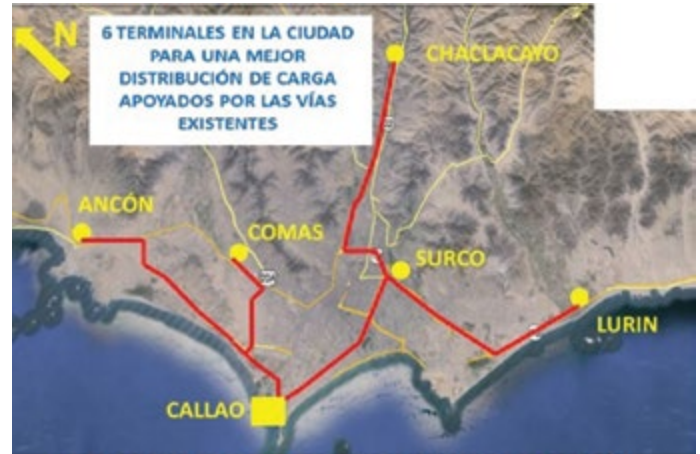 N
6 TERMINALES EN LA CIUDAD
PARA UNA MEJOR
DISTRIBUCIÓN DE CARGA
APOYADOS POR LAS VÍAS
EXISTENTES
CHACLACAYO
ANCÓN
COMAS
SURCO
LURIN
CALLAO